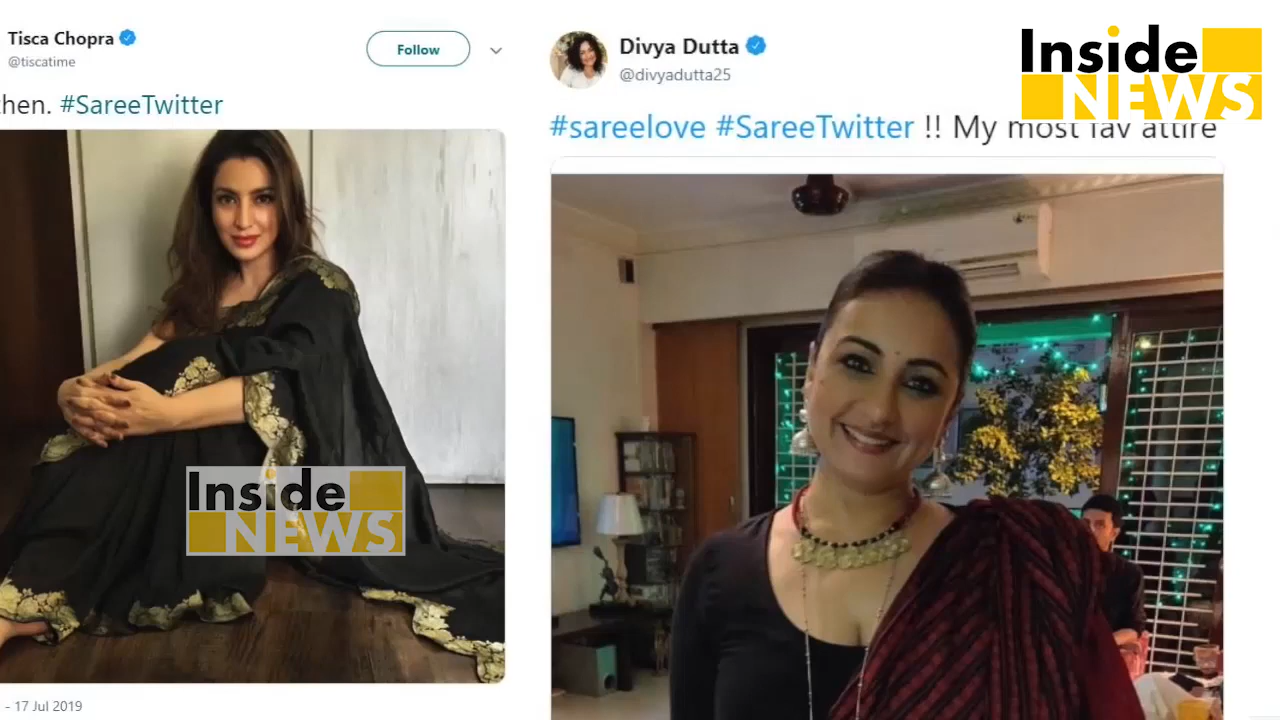 Tisca Chopra
@tiscatime
Follow
#SareeTwitter
Inside
NEWS
- 17 Jul 2019
Divya Dutta
@divyadutta25
#sareelove #SareeTwitter !! My most fav attire
Inside
NEWS